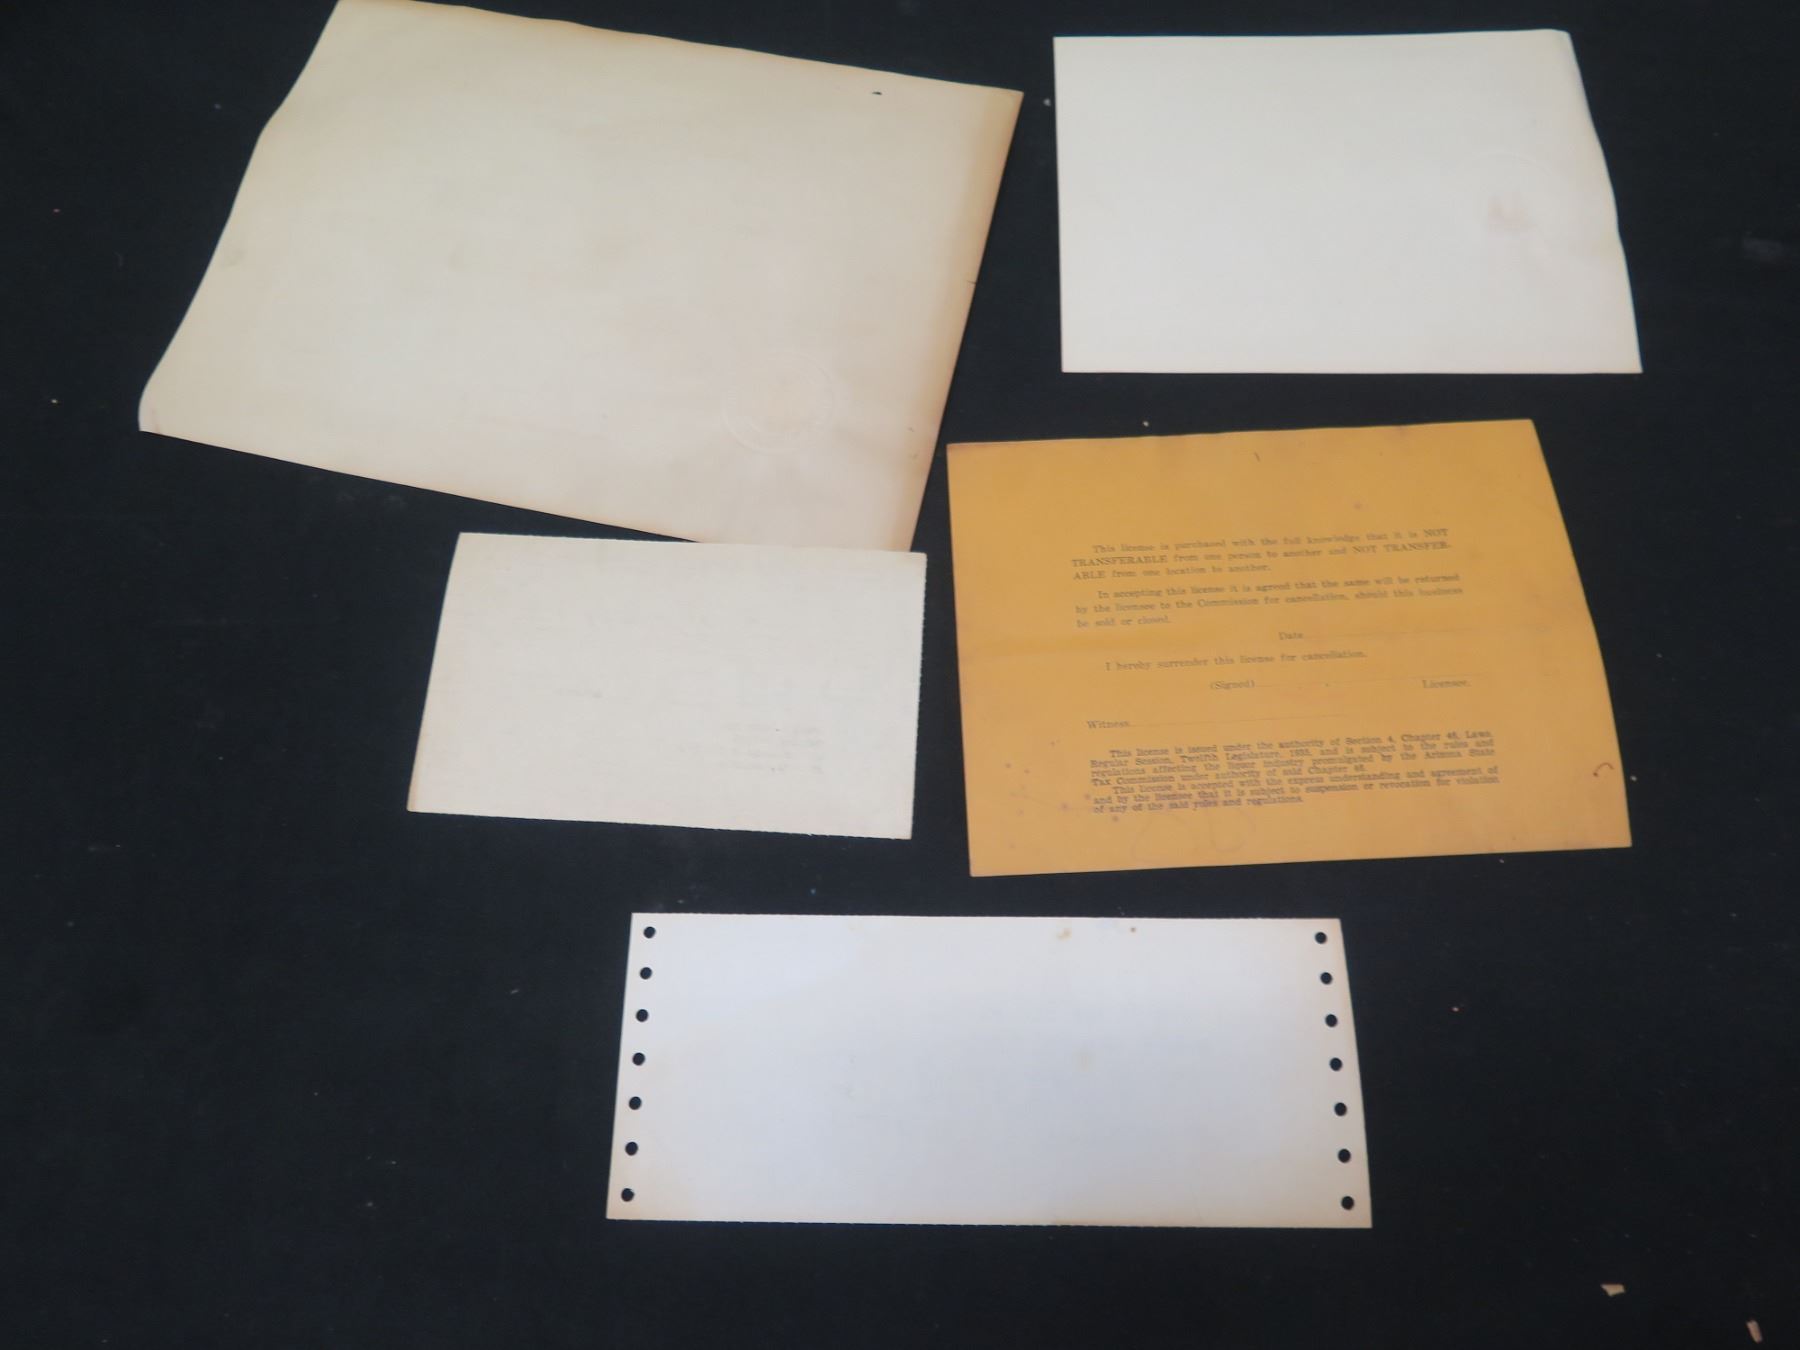 This license is purchased with the full knowledge that it is NOT
TRANSFERABLE from one person to another and NOT TRANSFER-
ABLE from one location to another.
In accepting this license it is agreed that the same will be returned
by the licensee to the Commission for cancellation, should this business
be sold or closed.
Date
I hereby surrender this license for cancellation.
(Signed) Licensee.
Witness
This license is issued under the authority of Section 4, Chapter 46, Laws
Regular Session, Twelfth Legislature, 1935, and is subject to the rules and
regulations affecting the liquor industry promulgated by the Arizona State
Tax Commission under authority of said Chapter 46.
This license is accepted with the express understanding and agreement of
and by the licensee that it is subject to suspension or revocation for violation
of any of the said rules and regulations.